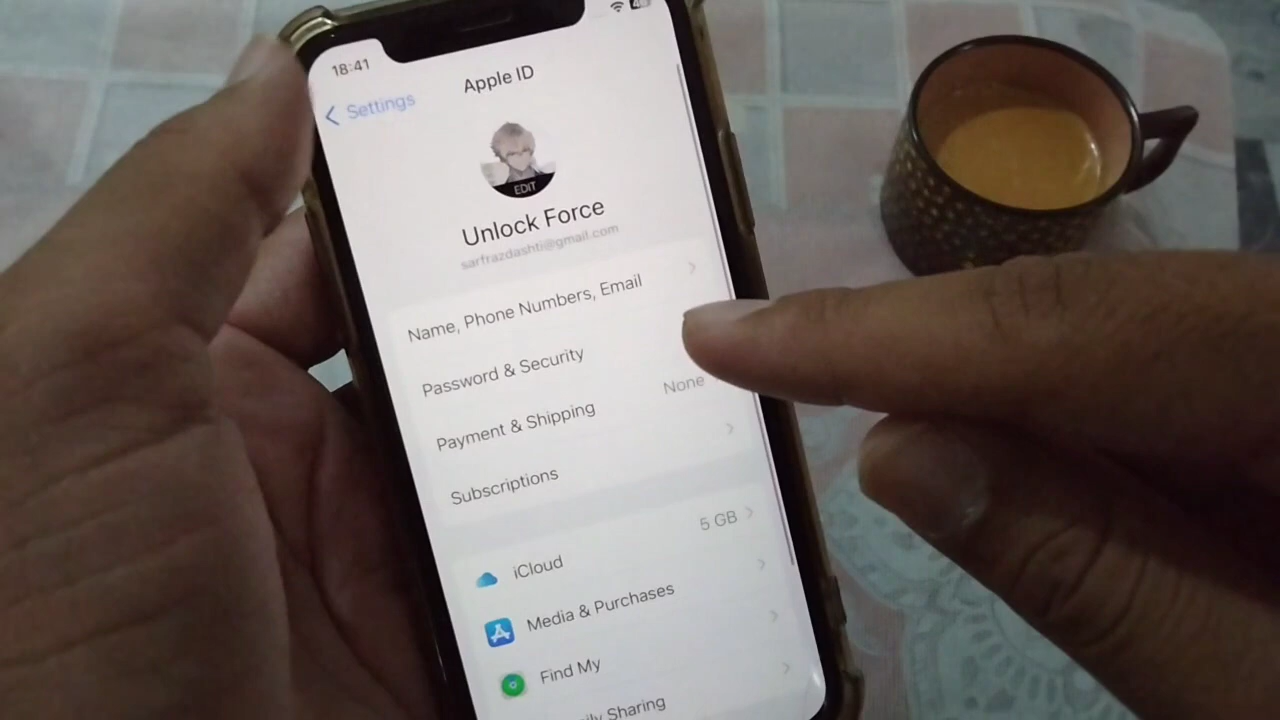 18:41
Apple ID
Settings
EDIT
Unlock Force
sarfrazdashti@gmail.com
Name, Phone Numbers, Email
Password & Security
Payment & Shipping None
Subscriptions
iCloud 5 GB
Media & Purchases
Find My
Sharing